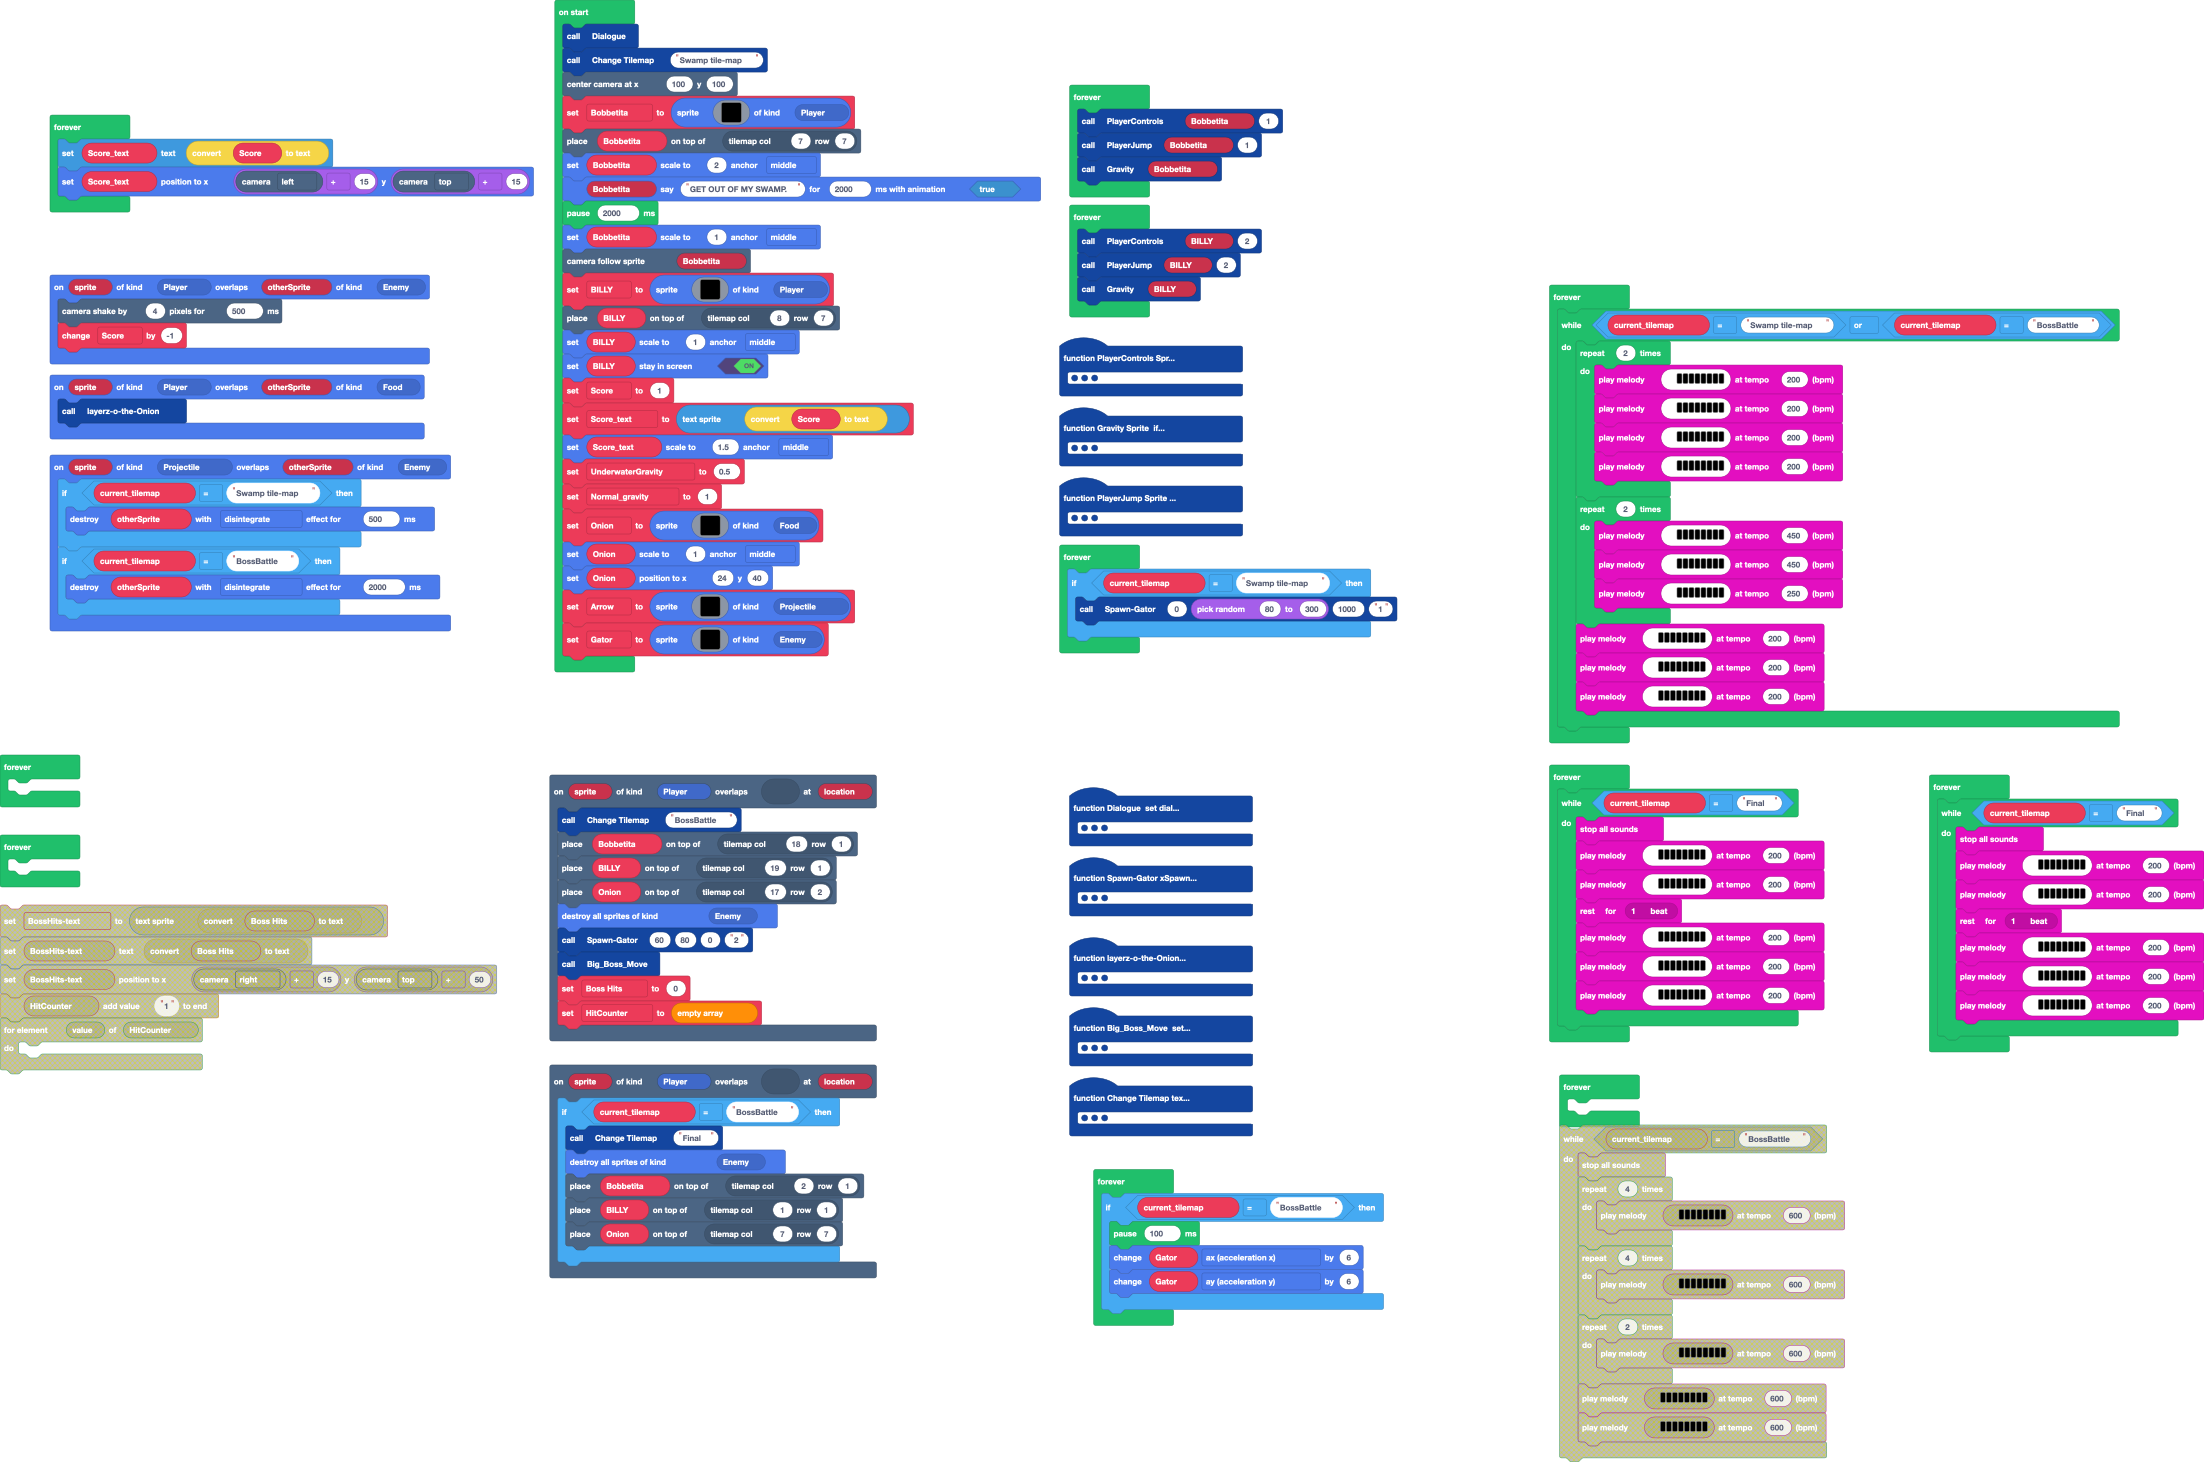 forever
set Score_text text convert Score to text
set Score_text position to x camera left + 15 y camera top + 15
on sprite of kind Player overlaps otherSprite of kind Enemy
camera shake by 4 pixels for 500 ms
change Score by -1
on sprite of kind Player overlaps otherSprite of kind Food
call layerz-o-the-Onion
on sprite of kind Projectile overlaps otherSprite of kind Enemy
if current_tilemap = "Swamp tile-map" then
destroy otherSprite with disintegrate effect for 500 ms
if current_tilemap = "BossBattle" then
destroy otherSprite with disintegrate effect for 2000 ms
on start
call Dialogue
call Change Tilemap "Swamp tile-map"
center camera at x 100 y 100
set Bobbetita to sprite of kind Player
place Bobbetita on top of tilemap col 7 row 7
set Bobbetita scale to 2 anchor middle
Bobbetita say "GET OUT OF MY SWAMP." for 2000 ms with animation true
pause 2000 ms
set Bobbetita scale to 1 anchor middle
camera follow sprite Bobbetita
set BILLY to sprite of kind Player
place BILLY on top of tilemap col 8 row 7
set BILLY scale to 1 anchor middle
set BILLY stay in screen ON
set Score to 1
set Score_text to text sprite convert Score to text
set Score_text scale to 1.5 anchor middle
set UnderwaterGravity to 0.5
set Normal_gravity to 1
set Onion to sprite of kind Food
set Onion scale to 1 anchor middle
set Onion position to x 24 y 40
set Arrow to sprite of kind Projectile
set Gator to sprite of kind Enemy
forever
call PlayerControls Bobbetita 1
call PlayerJump Bobbetita 1
call Gravity Bobbetita
forever
call PlayerControls BILLY 2
call PlayerJump BILLY 2
call Gravity BILLY
function PlayerControls Spr...
function Gravity Sprite if...
function PlayerJump Sprite ...
forever
if current_tilemap = "Swamp tile-map" then
call Spawn-Gator 0 pick random 80 to 300 1000 "1"
forever
while current_tilemap = "Swamp tile-map" or current_tilemap = "BossBattle"
do
repeat 2 times
do
play melody at tempo 200 (bpm)
play melody at tempo 200 (bpm)
play melody at tempo 200 (bpm)
play melody at tempo 200 (bpm)
repeat 2 times
do
play melody at tempo 450 (bpm)
play melody at tempo 450 (bpm)
play melody at tempo 250 (bpm)
play melody at tempo 200 (bpm)
play melody at tempo 200 (bpm)
play melody at tempo 200 (bpm)
forever
forever
set BossHits-text to text sprite convert Boss Hits to text
set BossHits-text text convert Boss Hits to text
set BossHits-text position to x camera right + 15 y camera top + 50
HitCounter add value "1" to end
for element value of HitCounter
do
on sprite of kind Player overlaps at location
call Change Tilemap "BossBattle"
place Bobbetita on top of tilemap col 18 row 1
place BILLY on top of tilemap col 19 row 1
place Onion on top of tilemap col 17 row 2
destroy all sprites of kind Enemy
call Spawn-Gator 60 80 0 "2"
call Big_Boss_Move
set Boss Hits to 0
set HitCounter to empty array
on sprite of kind Player overlaps at location
if current_tilemap = "BossBattle" then
call Change Tilemap "Final"
destroy all sprites of kind Enemy
place Bobbetita on top of tilemap col 2 row 1
place BILLY on top of tilemap col 1 row 1
place Onion on top of tilemap col 7 row 7
function Dialogue set dial...
function Spawn-Gator xSpawn...
function layerz-o-the-Onion...
function Big_Boss_Move set...
function Change Tilemap tex...
forever
if current_tilemap = "BossBattle" then
pause 100 ms
change Gator ax (acceleration x) by 6
change Gator ay (acceleration y) by 6
forever
while current_tilemap = "Final"
do
stop all sounds
play melody at tempo 200 (bpm)
play melody at tempo 200 (bpm)
rest for 1 beat
play melody at tempo 200 (bpm)
play melody at tempo 200 (bpm)
play melody at tempo 200 (bpm)
forever
while current_tilemap = "Final"
do
stop all sounds
play melody at tempo 200 (bpm)
play melody at tempo 200 (bpm)
rest for 1 beat
play melody at tempo 200 (bpm)
play melody at tempo 200 (bpm)
play melody at tempo 200 (bpm)
forever
while current_tilemap = "BossBattle"
do
stop all sounds
repeat 4 times
do
play melody at tempo 600 (bpm)
repeat 4 times
do
play melody at tempo 600 (bpm)
repeat 2 times
do
play melody at tempo 600 (bpm)
play melody at tempo 600 (bpm)
play melody at tempo 600 (bpm)